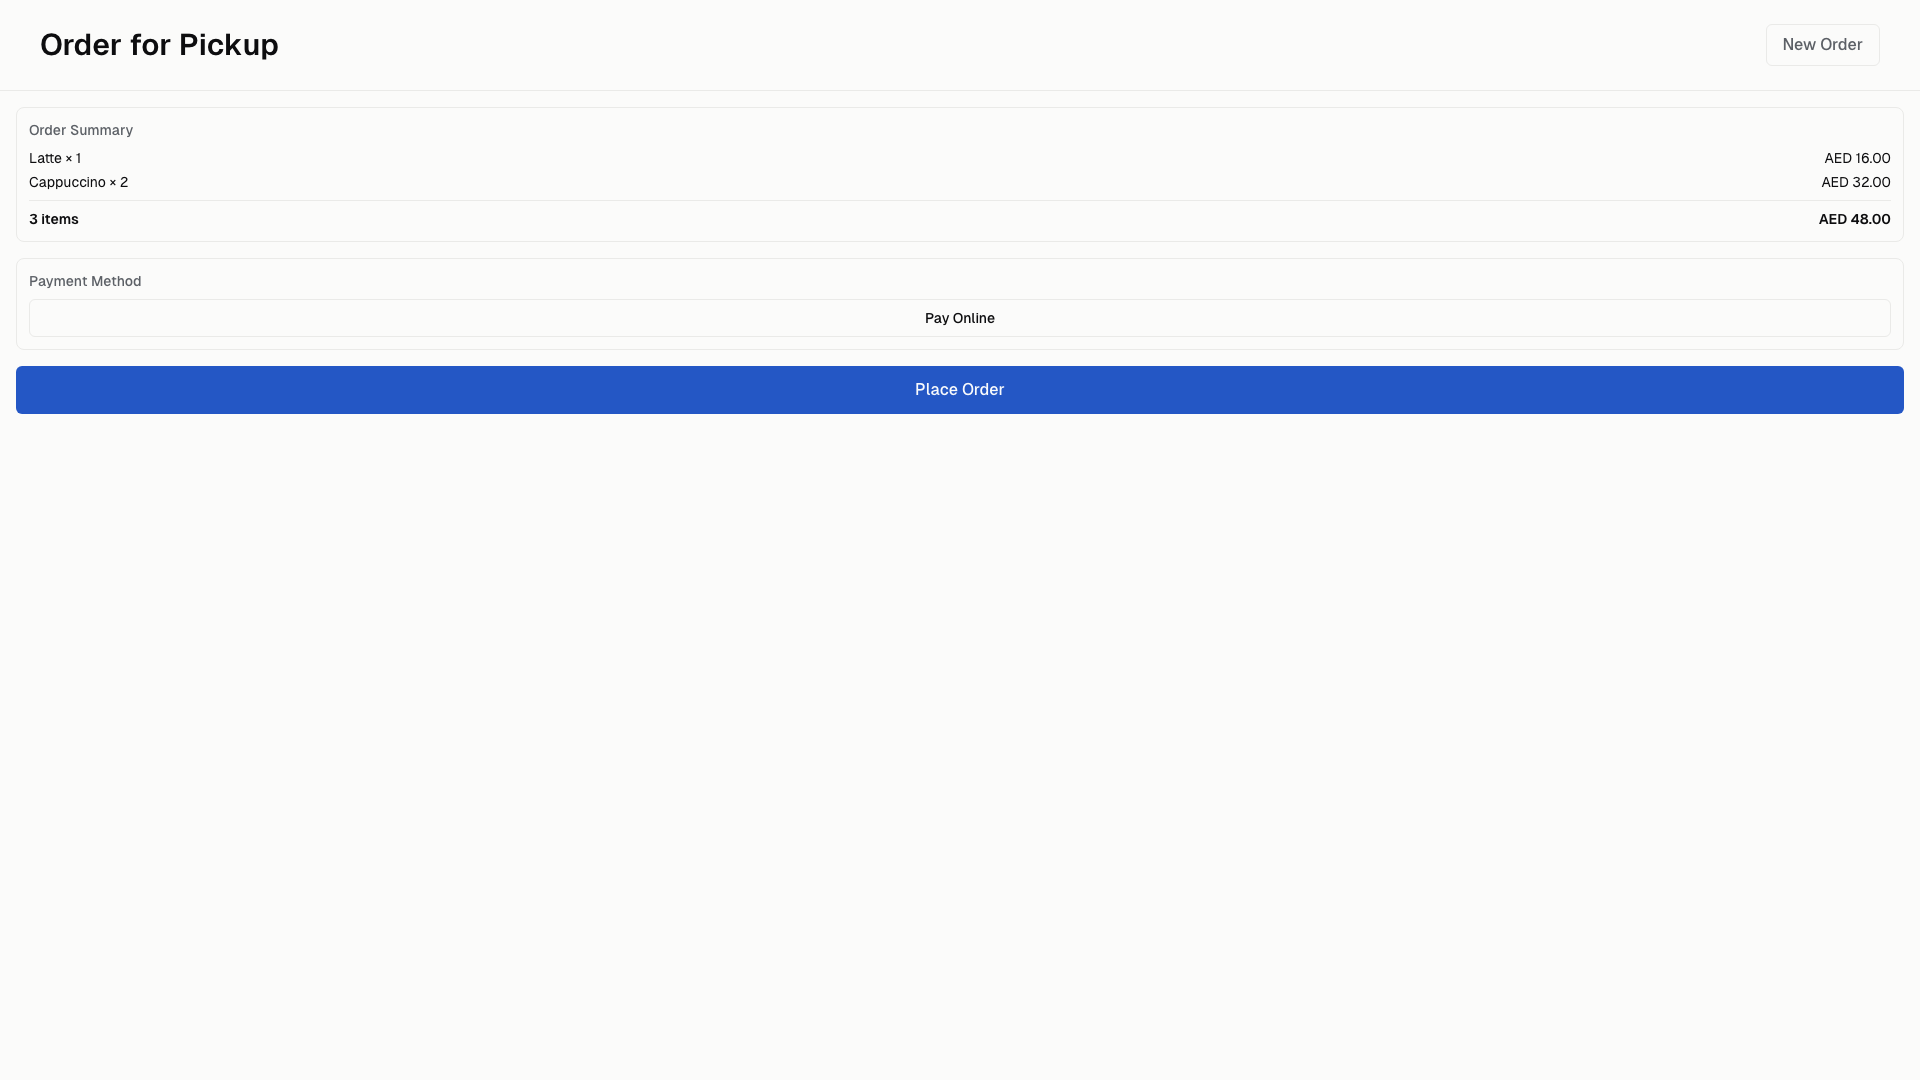 Order for Pickup
New Order
Order Summary
Latte × 1 AED 16.00
Cappuccino × 2 AED 32.00
3 items AED 48.00
Payment Method
Pay Online
Place Order